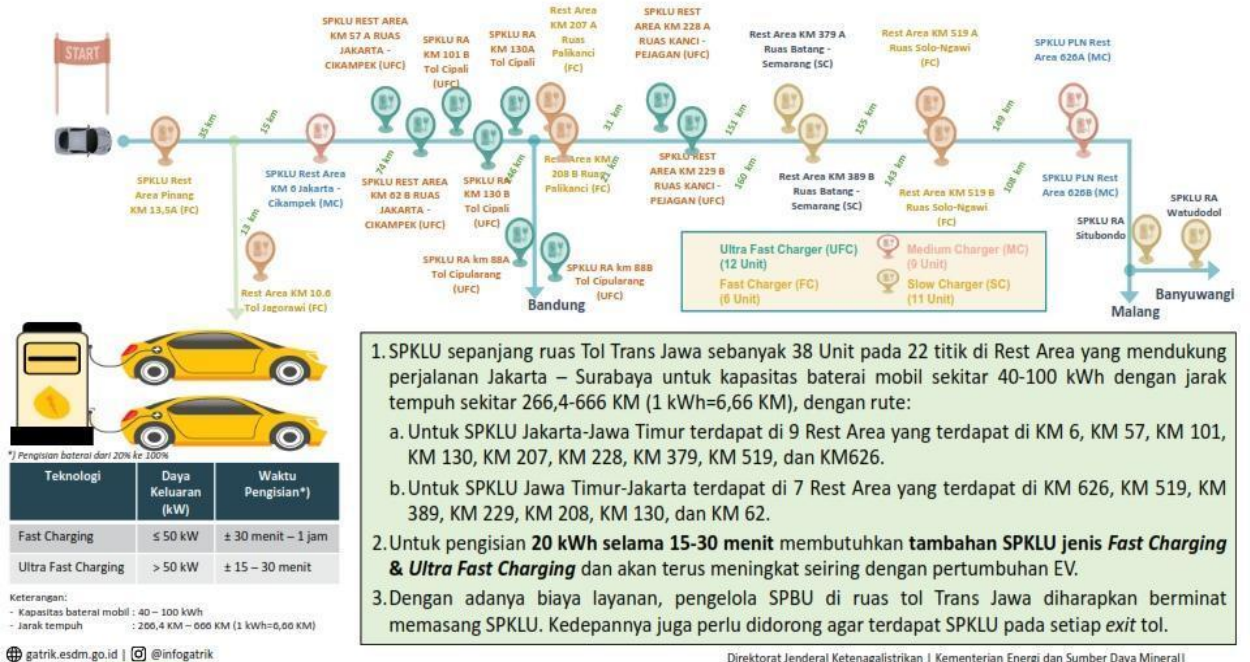 START
SPKLU Rest
Area Pinang
KM 13,5A (FC)
35 km
13 km
Rest Area KM 10.6
Tol Jagorawi (FC)
15 km
SPKLU Rest Area
KM 6 Jakarta -
Cikampek (MC)
SPKLU REST AREA
KM 57 A RUAS
JAKARTA -
CIKAMPEK (UFC)
74 km
SPKLU REST AREA
KM 62 B RUAS
JAKARTA -
CIKAMPEK (UFC)
SPKLU RA
KM 101 B
Tol Cipali
(UFC)
SPKLU RA
KM 130 B
Tol Cipali
(UFC)
SPKLU RA
KM 130A
Tol Cipali
SPKLU RA km 88A
Tol Cipularang
(UFC)
SPKLU RA km 88B
Tol Cipularang
(UFC)
Bandung
Rest Area
KM 207 A
Ruas
Palikanci
(FC)
Rest Area KM
208 B Ruas
Palikanci (FC)
31 km
21 km
SPKLU REST
AREA KM 228 A
RUAS KANCI -
PEJAGAN (UFC)
SPKLU REST
AREA KM 229 B
RUAS KANCI -
PEJAGAN (UFC)
151 km
160 km
Rest Area KM 379 A
Ruas Batang -
Semarang (SC)
Rest Area KM 389 B
Ruas Batang -
Semarang (SC)
155 km
143 km
Rest Area KM 519 A
Ruas Solo-Ngawi
(FC)
Rest Area KM 519 B
Ruas Solo-Ngawi
(FC)
149 km
108 km
SPKLU PLN Rest
Area 626A (MC)
SPKLU PLN Rest
Area 626B (MC)
SPKLU RA
Situbondo
SPKLU RA
Watudodol
Banyuwangi
Malang
Ultra Fast Charger (UFC)
(12 Unit)
Fast Charger (FC)
(6 Unit)
Medium Charger (MC)
(9 Unit)
Slow Charger (SC)
(11 Unit)
*) Pengisian baterai dari 20% ke 100%
Teknologi Daya Keluaran (kW) Waktu Pengisian*)
Fast Charging ≤ 50 kW ± 30 menit – 1 jam
Ultra Fast Charging > 50 kW ± 15 – 30 menit
Keterangan:
- Kapasitas baterai mobil : 40 – 100 kWh
- Jarak tempuh : 266,4 KM – 666 KM (1 kWh=6,66 KM)
gatrik.esdm.go.id | @infogatrik
1. SPKLU sepanjang ruas Tol Trans Jawa sebanyak 38 Unit pada 22 titik di Rest Area yang mendukung
perjalanan Jakarta – Surabaya untuk kapasitas baterai mobil sekitar 40-100 kWh dengan jarak
tempuh sekitar 266,4-666 KM (1 kWh=6,66 KM), dengan rute:
a. Untuk SPKLU Jakarta-Jawa Timur terdapat di 9 Rest Area yang terdapat di KM 6, KM 57, KM 101,
KM 130, KM 207, KM 228, KM 379, KM 519, dan KM626.
b. Untuk SPKLU Jawa Timur-Jakarta terdapat di 7 Rest Area yang terdapat di KM 626, KM 519, KM
389, KM 229, KM 208, KM 130, dan KM 62.
2. Untuk pengisian 20 kWh selama 15-30 menit membutuhkan tambahan SPKLU jenis Fast Charging
& Ultra Fast Charging dan akan terus meningkat seiring dengan pertumbuhan EV.
3. Dengan adanya biaya layanan, pengelola SPBU di ruas tol Trans Jawa diharapkan berminat
memasang SPKLU. Kedepannya juga perlu didorong agar terdapat SPKLU pada setiap exit tol.
Direktorat Jenderal Ketenagalistrikan | Kementerian Energi dan Sumber Daya Mineral|